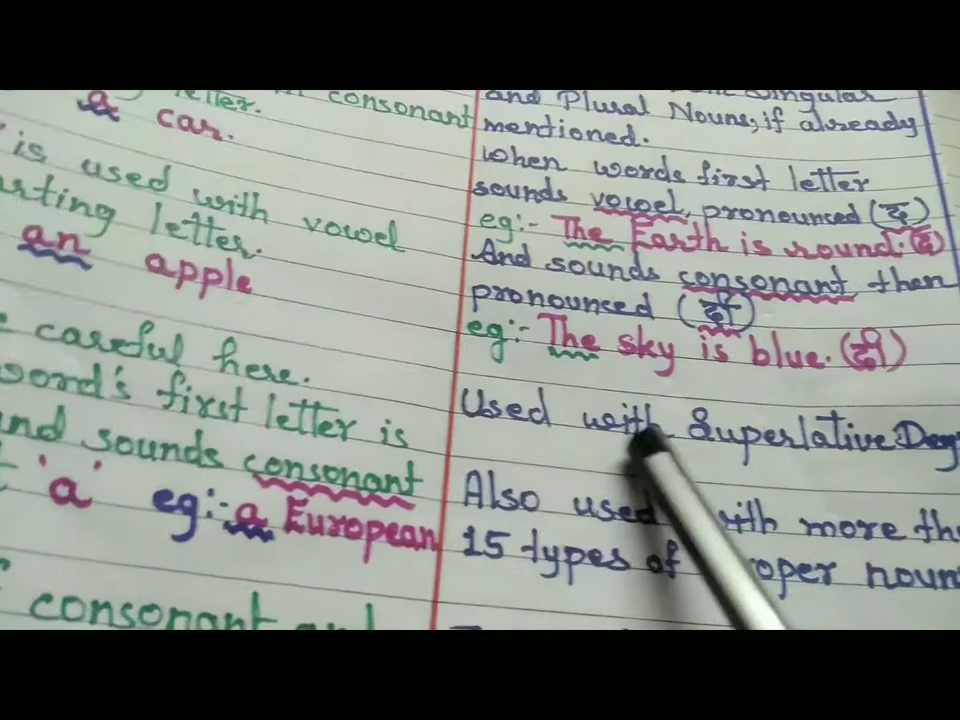 letter.
consonant
a car.
is used with vowel
arting letter.
an apple
careful here.
word's first letter is
and sounds consonant
'a' eg:- a European
consonant and
Singular
and Plural Nouns, if already
mentioned.
When words first letter
sounds vowel, pronounced (द)
eg:- The Earth is round. (द)
And sounds consonant, then
pronounced (दी)
eg:- The sky is blue. (दी)
Used with Superlative Deg
Also used with more
15 types of noun